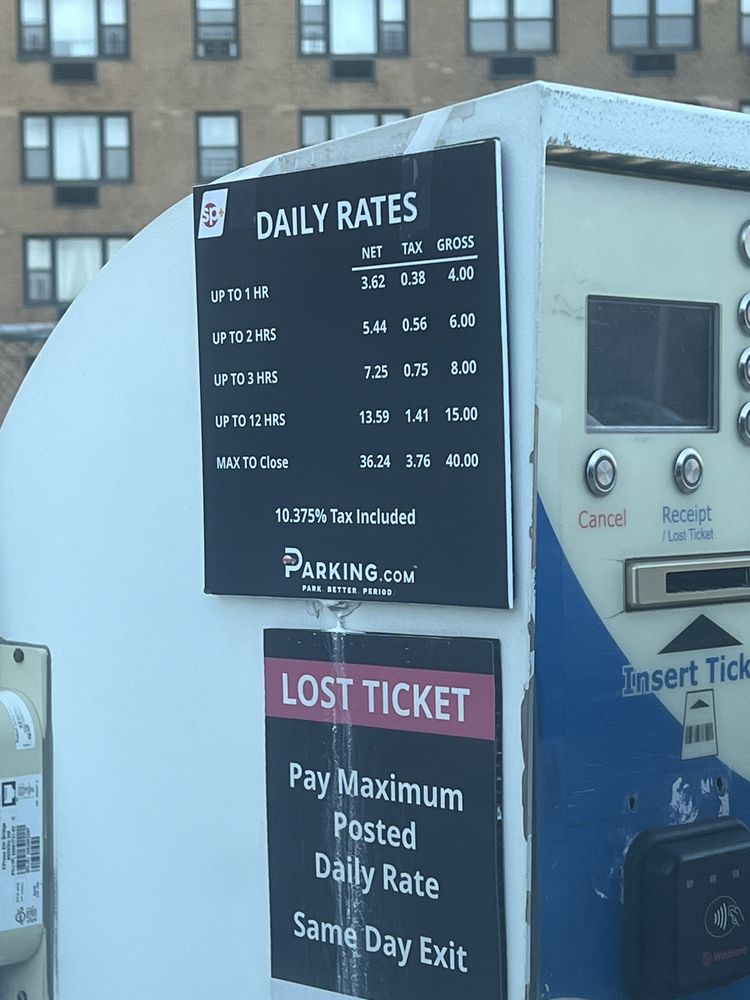 sp+
DAILY RATES
NET TAX GROSS
UP TO 1 HR 3.62 0.38 4.00
UP TO 2 HRS 5.44 0.56 6.00
UP TO 3 HRS 7.25 0.75 8.00
UP TO 12 HRS 13.59 1.41 15.00
MAX TO Close 36.24 3.76 40.00
10.375% Tax Included
PARKING.COM
PARK. BETTER. PERIOD.
LOST TICKET
Pay Maximum
Posted
Daily Rate
Same Day Exit
Cancel
Receipt
/ Lost Ticket
Insert Tick